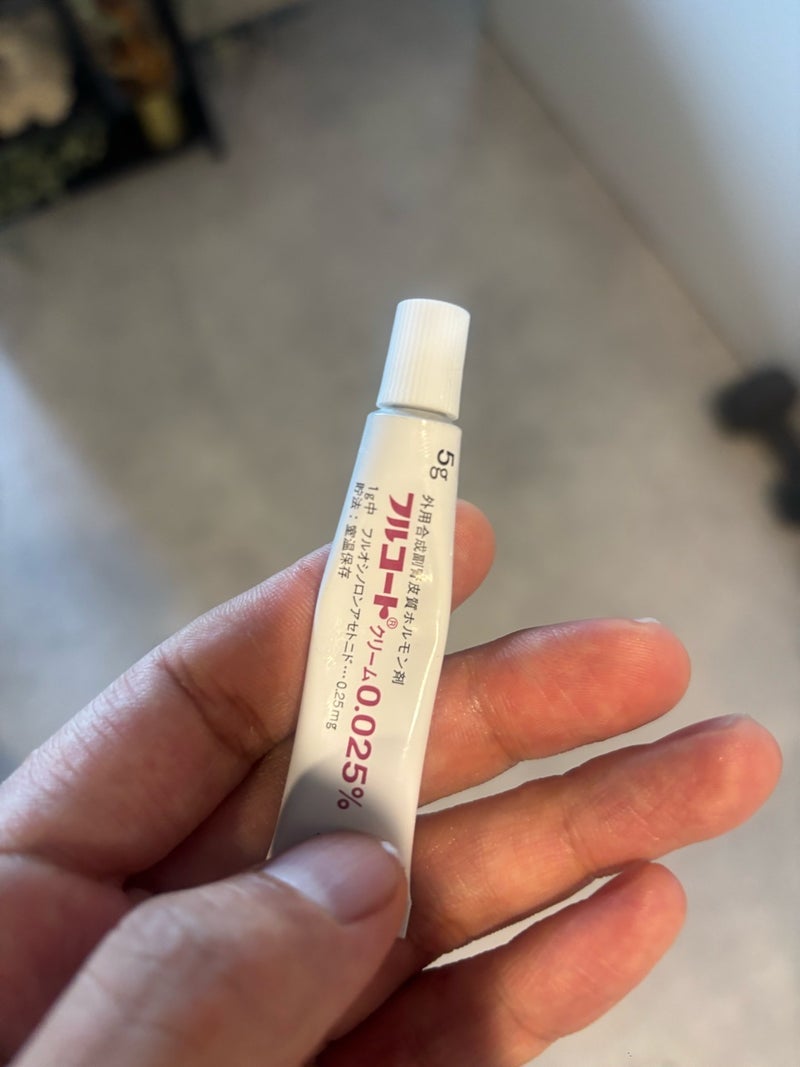 5g
外用合成副腎皮質ホルモン剤
フルコート®クリーム0.025%
1g中 フルオシノロンアセトニド…0.25mg
貯法：室温保存